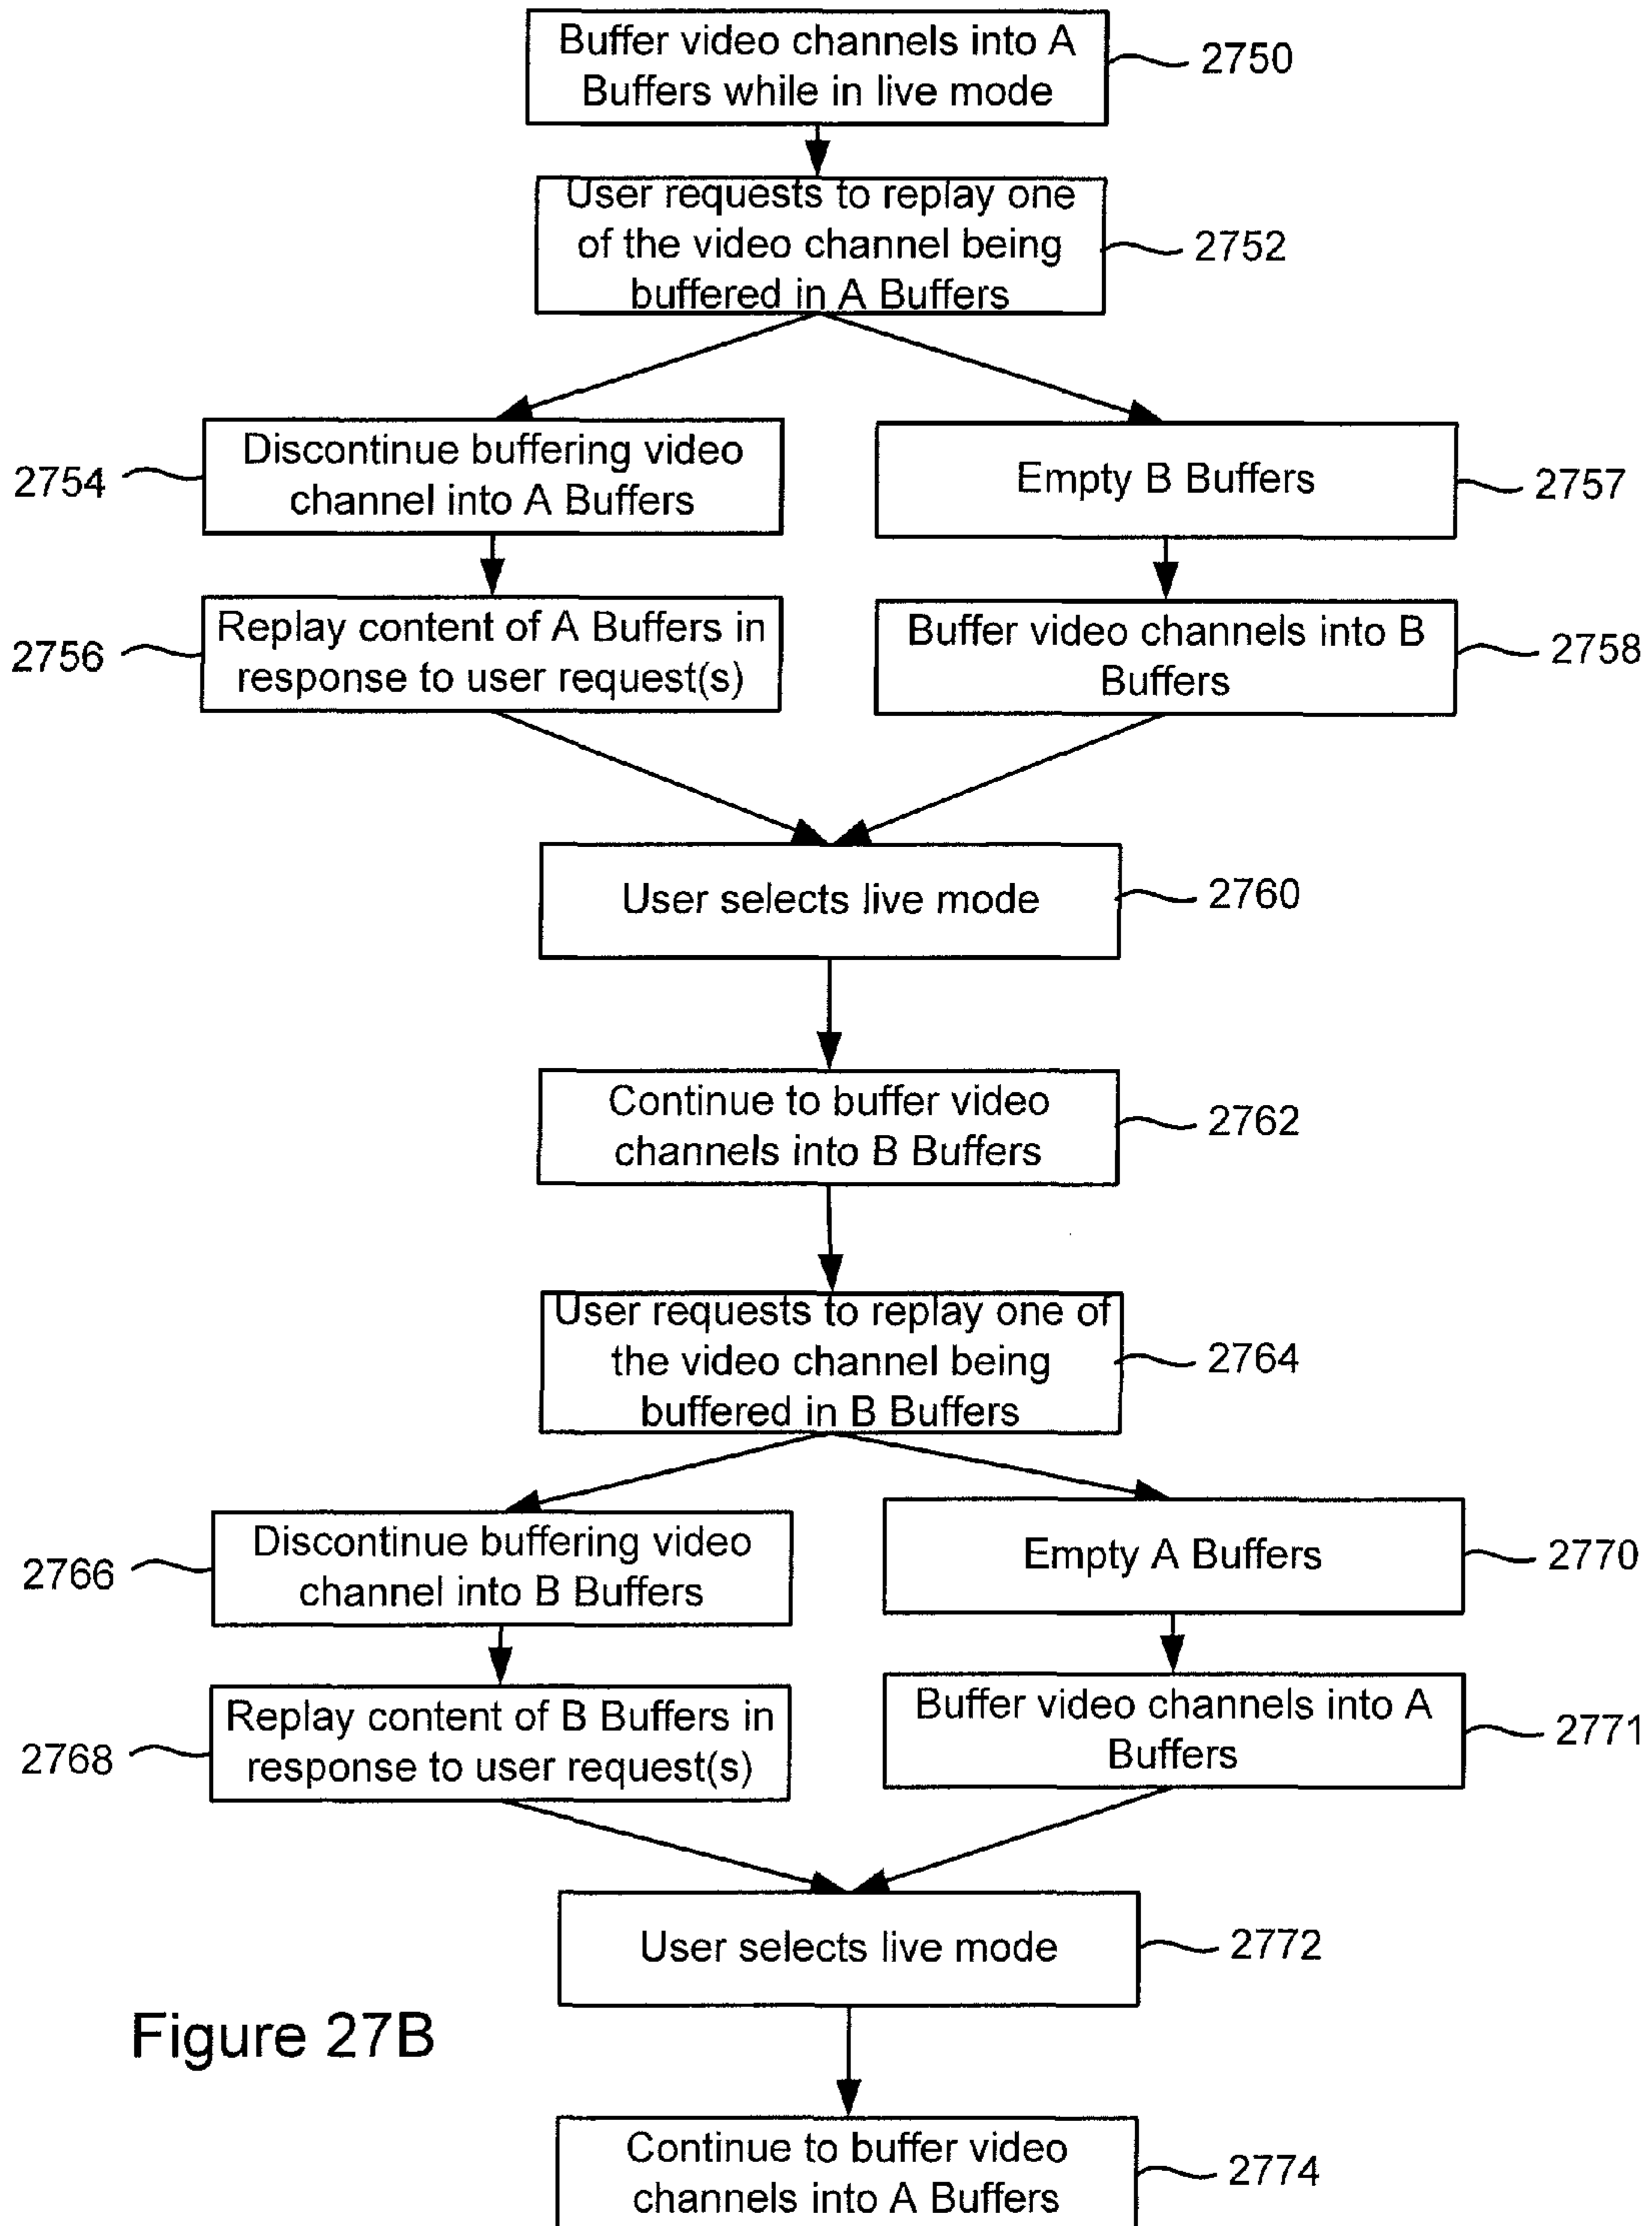 Buffer video channels into A
Buffers while in live mode
2750
User requests to replay one
of the video channel being
buffered in A Buffers
2752
2754
Discontinue buffering video
channel into A Buffers
Empty B Buffers
2757
2756
Replay content of A Buffers in
response to user request(s)
Buffer video channels into B
Buffers
2758
User selects live mode
2760
Continue to buffer video
channels into B Buffers
2762
User requests to replay one of
the video channel being
buffered in B Buffers
2764
2766
Discontinue buffering video
channel into B Buffers
Empty A Buffers
2770
2768
Replay content of B Buffers in
response to user request(s)
Buffer video channels into A
Buffers
2771
User selects live mode
2772
Figure 27B
Continue to buffer video
channels into A Buffers
2774